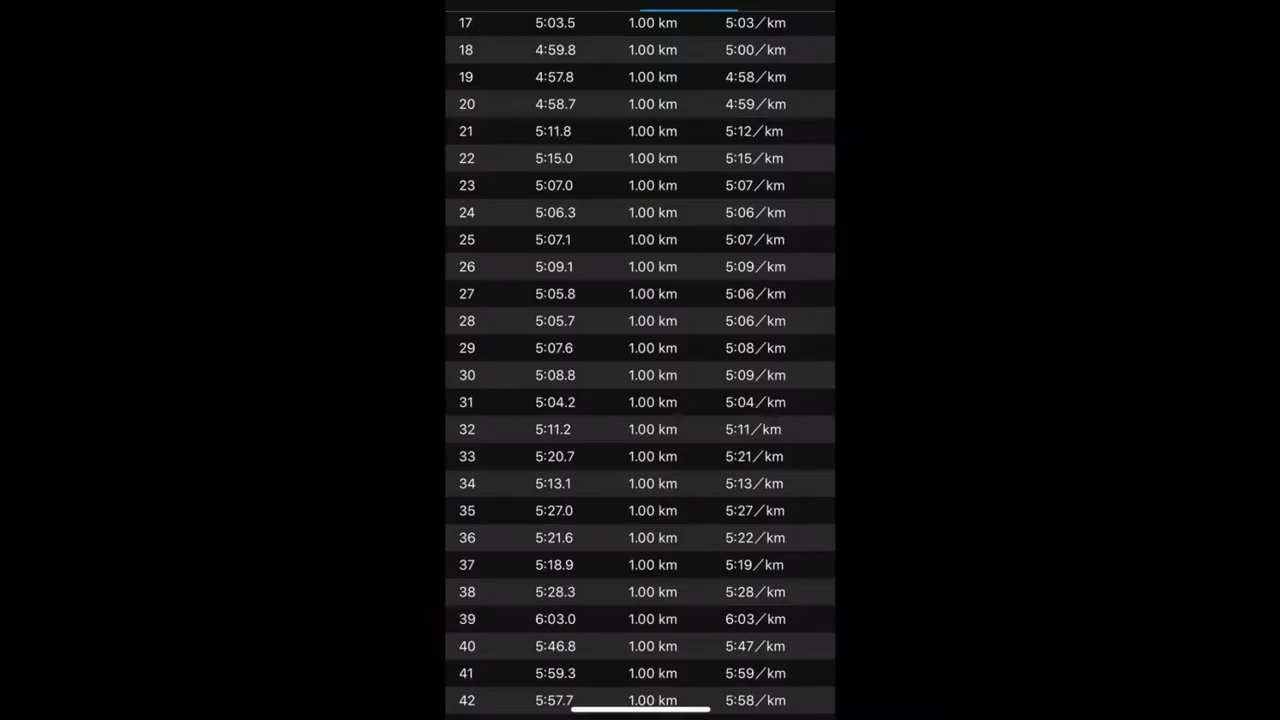 17 5:03.5 1.00 km 5:03/km
18 4:59.8 1.00 km 5:00/km
19 4:57.8 1.00 km 4:58/km
20 4:58.7 1.00 km 4:59/km
21 5:11.8 1.00 km 5:12/km
22 5:15.0 1.00 km 5:15/km
23 5:07.0 1.00 km 5:07/km
24 5:06.3 1.00 km 5:06/km
25 5:07.1 1.00 km 5:07/km
26 5:09.1 1.00 km 5:09/km
27 5:05.8 1.00 km 5:06/km
28 5:05.7 1.00 km 5:06/km
29 5:07.6 1.00 km 5:08/km
30 5:08.8 1.00 km 5:09/km
31 5:04.2 1.00 km 5:04/km
32 5:11.2 1.00 km 5:11/km
33 5:20.7 1.00 km 5:21/km
34 5:13.1 1.00 km 5:13/km
35 5:27.0 1.00 km 5:27/km
36 5:21.6 1.00 km 5:22/km
37 5:18.9 1.00 km 5:19/km
38 5:28.3 1.00 km 5:28/km
39 6:03.0 1.00 km 6:03/km
40 5:46.8 1.00 km 5:47/km
41 5:59.3 1.00 km 5:59/km
42 5:57.7 1.00 km 5:58/km